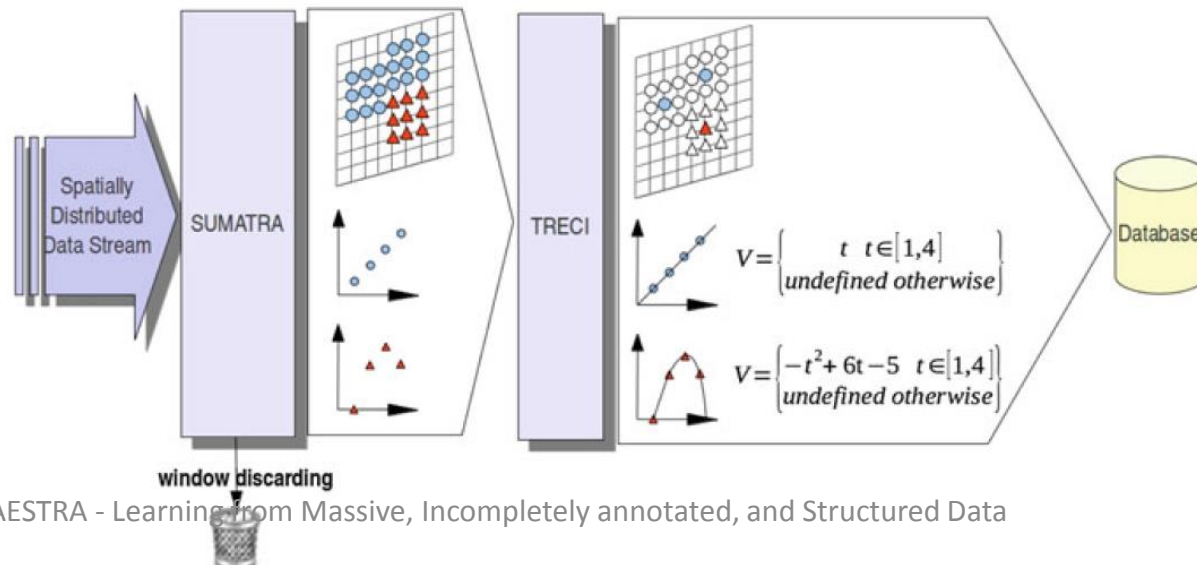 Spatially
Distributed
Data Stream
SUMATRA
TRECI
V={ t t∈[1,4]
undefined otherwise}
V={−t²+6t−5 t∈[1,4]
undefined otherwise}
Database
window discarding
AESTRA - Learning from Massive, Incompletely annotated, and Structured Data